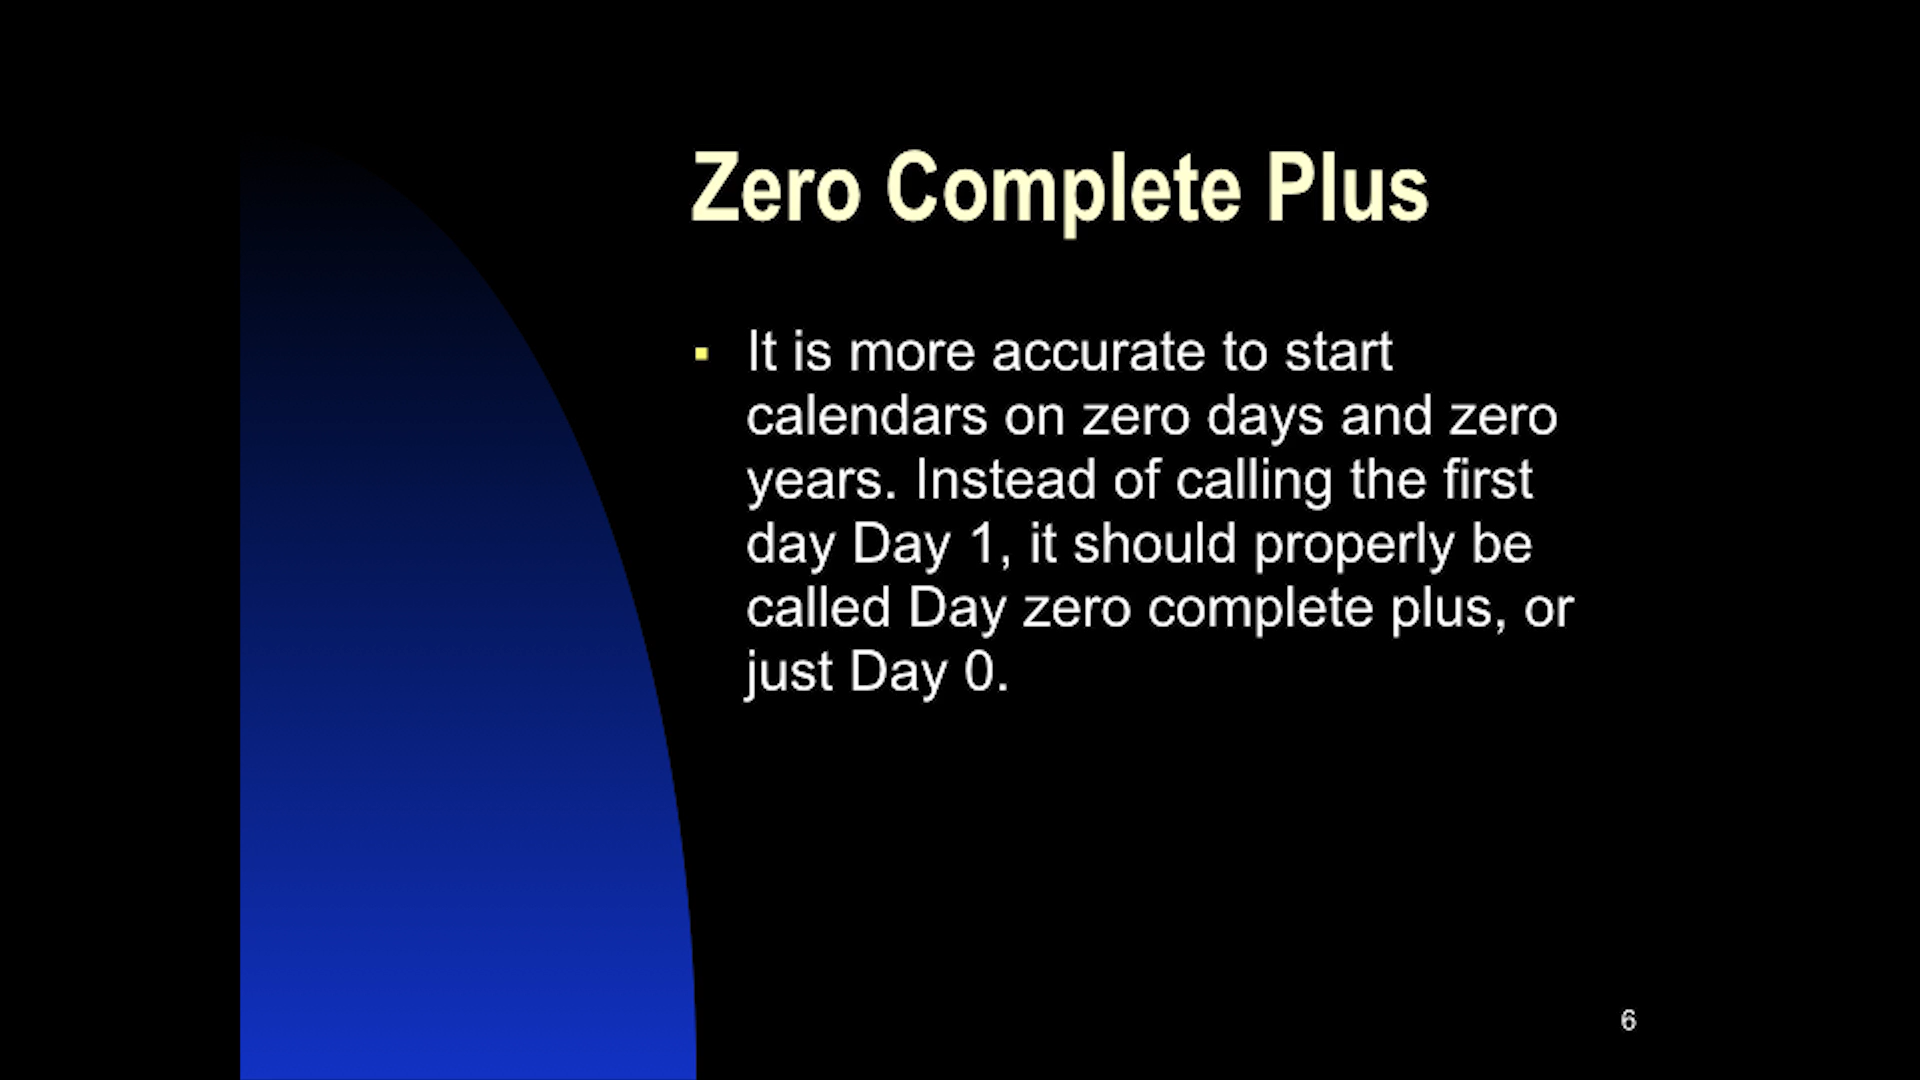 Zero Complete Plus
▪ It is more accurate to start
calendars on zero days and zero
years. Instead of calling the first
day Day 1, it should properly be
called Day zero complete plus, or
just Day 0.
6